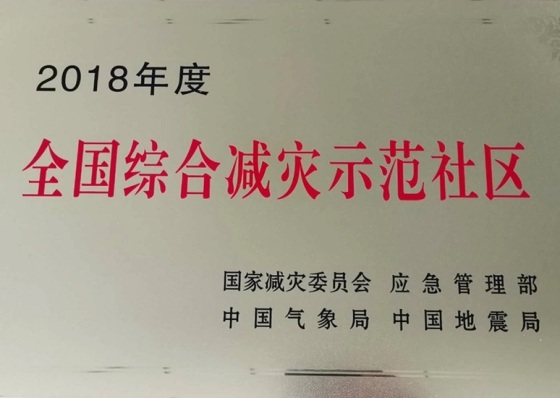 2018年度
全国综合减灾示范社区
国家减灾委员会 应急管理部
中国气象局 中国地震局